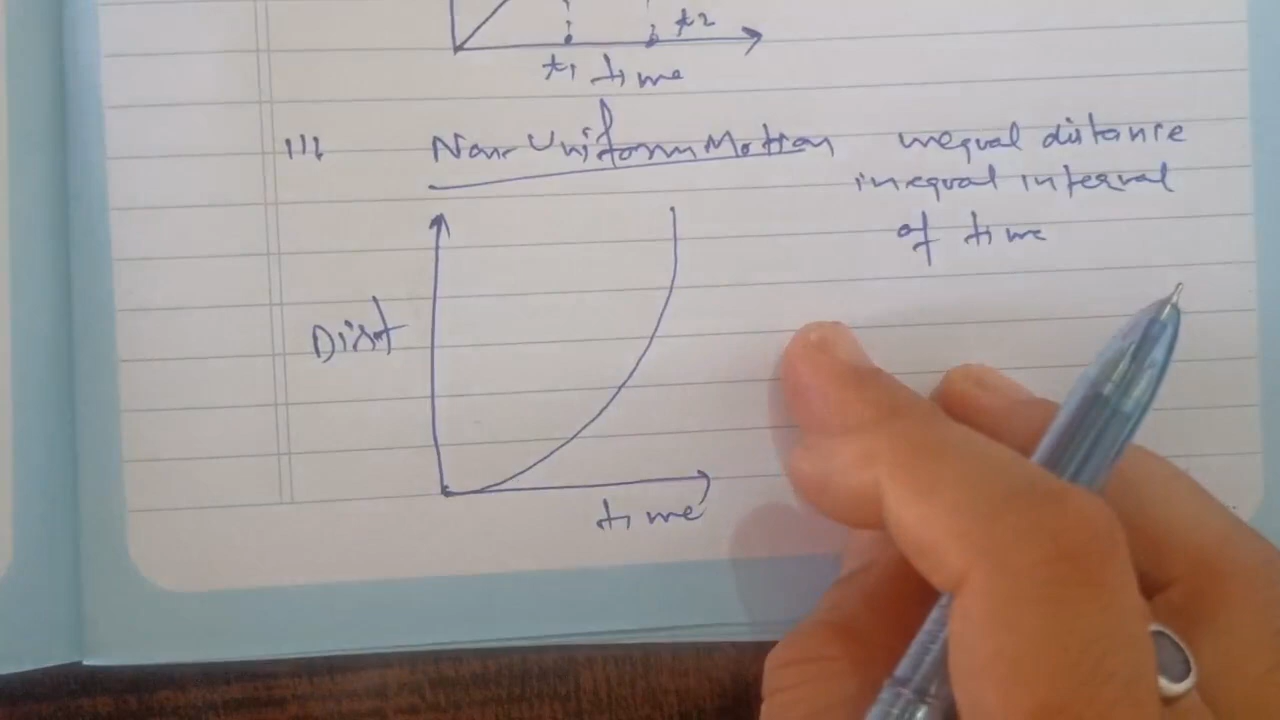 t2
t1 time
III Non-Uniform Motion
unequal distance
in equal interval
of time
Dist
time